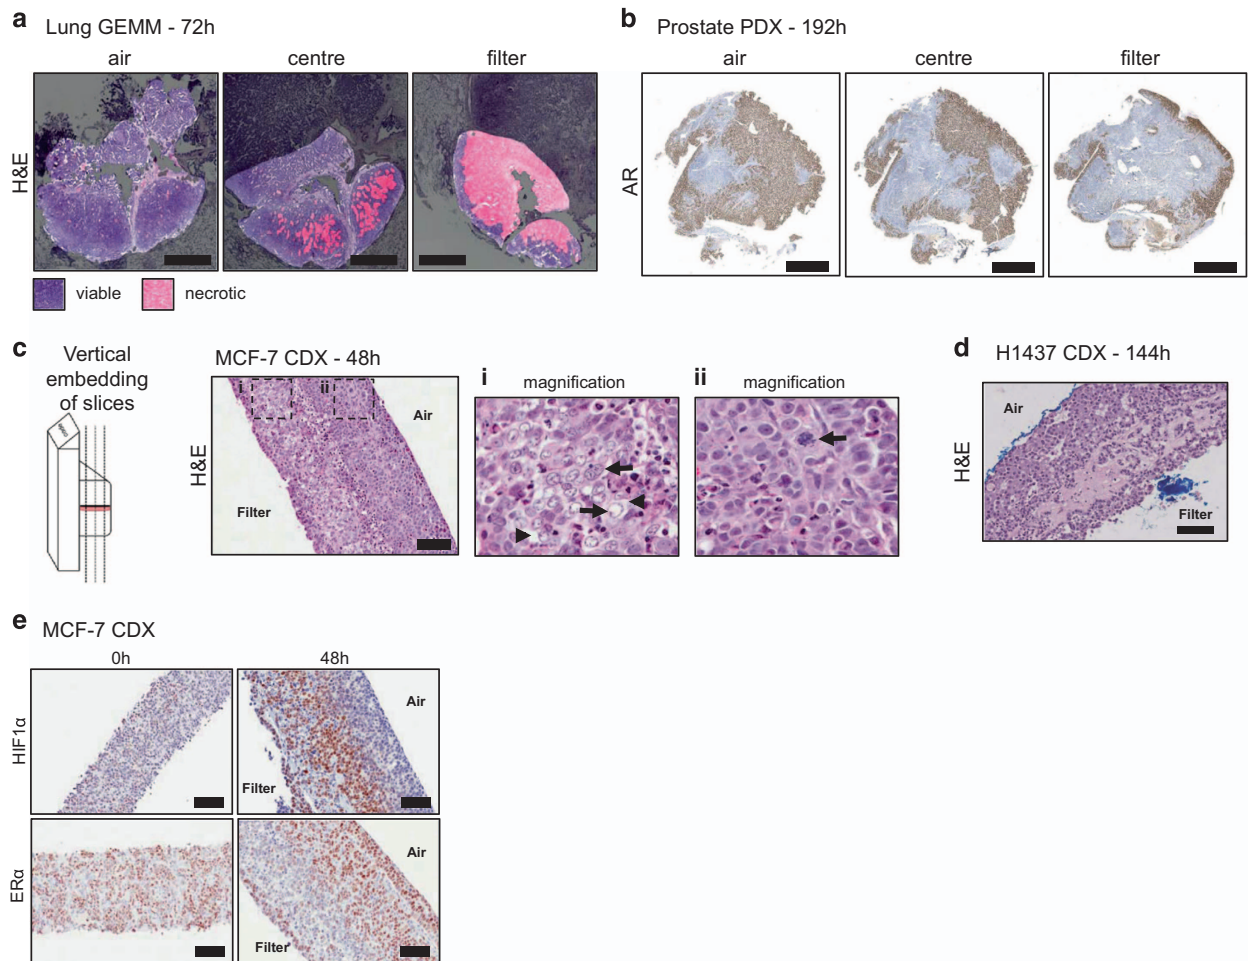 a Lung GEMM - 72h
air centre filter
H&E
viable necrotic
b Prostate PDX - 192h
air centre filter
AR
c Vertical
embedding
of slices
MCF-7 CDX - 48h
H&E
i ii
Air
Filter
i magnification
ii magnification
d H1437 CDX - 144h
H&E
Air
Filter
e MCF-7 CDX
0h 48h
HIF1α
Air
Filter
ERα
Air
Filter